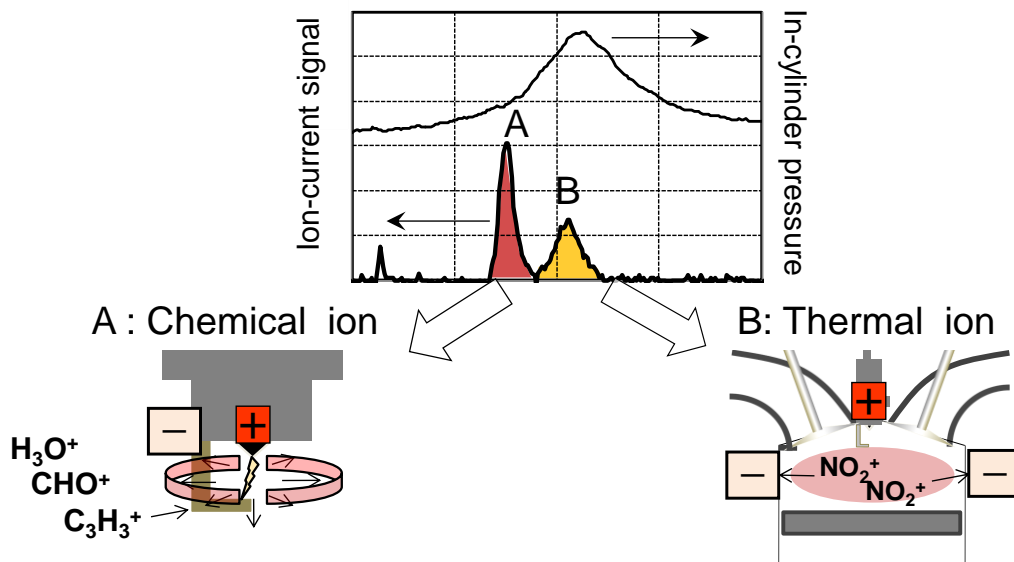 Ion-current signal
In-cylinder pressure
A
B
A : Chemical ion
B: Thermal ion
−
+
H₃O⁺
CHO⁺
C₃H₃⁺
+
−
NO₂⁺
NO₂⁺
−